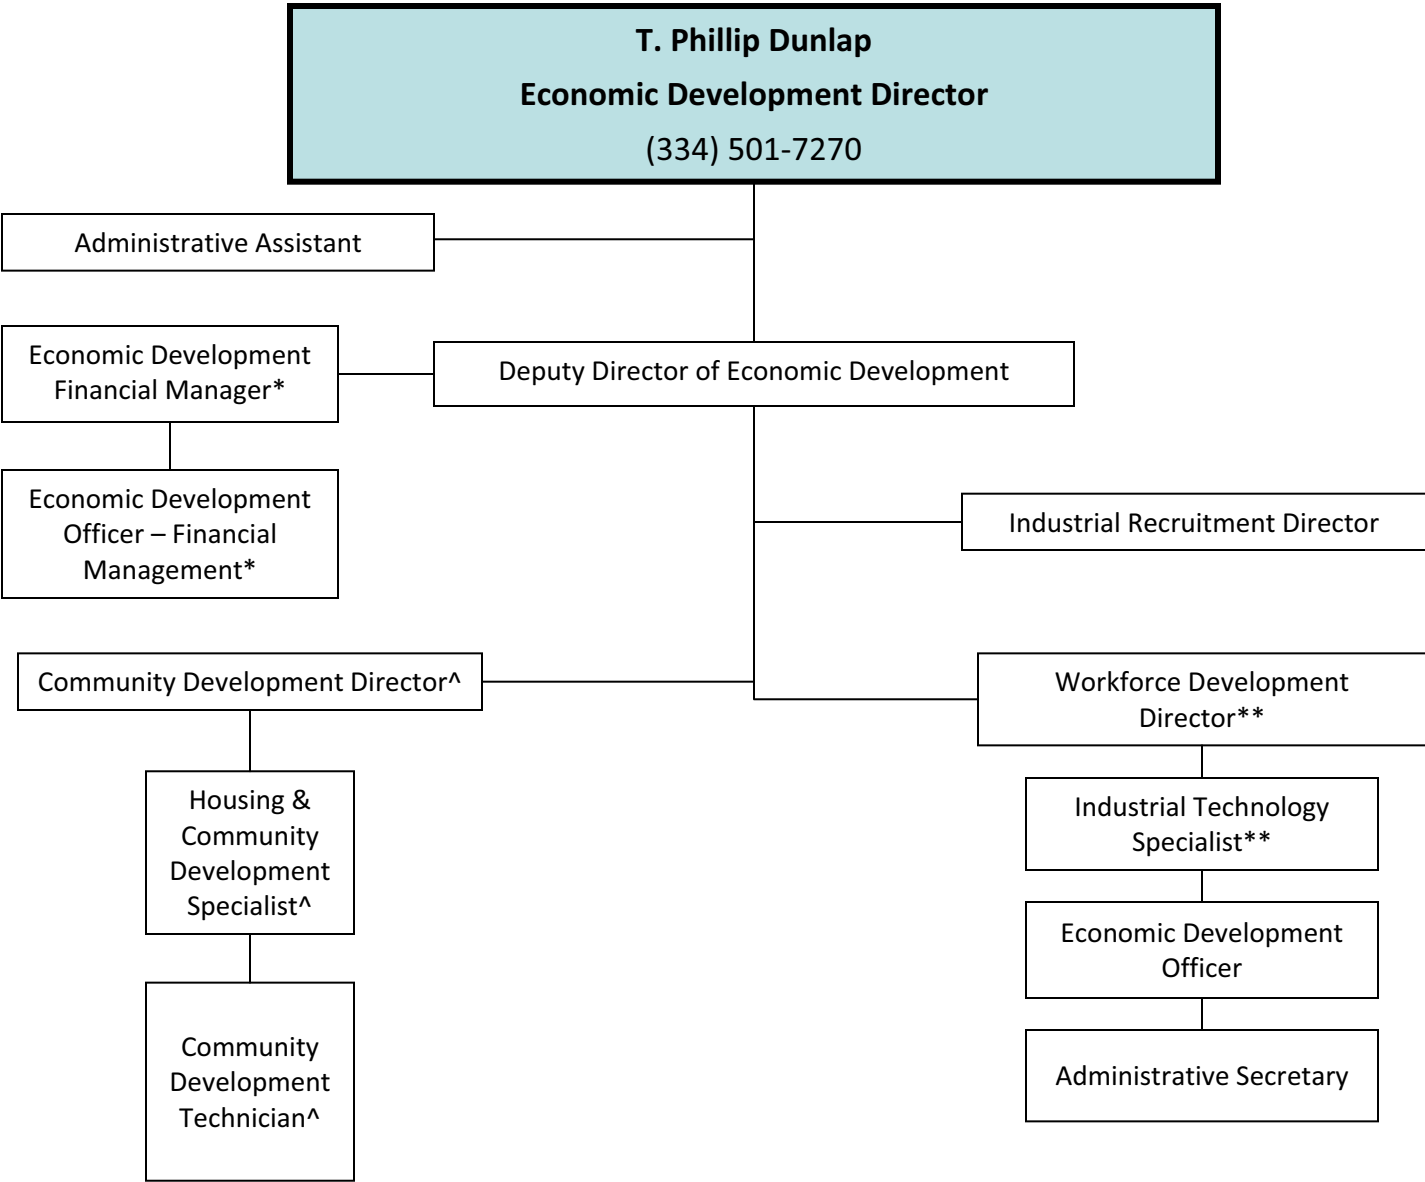 T. Phillip Dunlap
Economic Development Director
(334) 501-7270
Administrative Assistant
Economic Development
Financial Manager*
Deputy Director of Economic Development
Economic Development
Officer – Financial
Management*
Industrial Recruitment Director
Community Development Director^
Workforce Development
Director**
Housing &
Community
Development
Specialist^
Industrial Technology
Specialist**
Economic Development
Officer
Community
Development
Technician^
Administrative Secretary